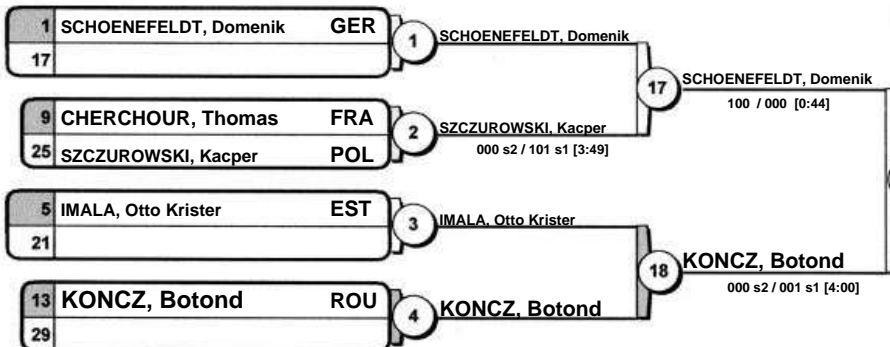 1 SCHOENEFELDT, Domenik GER
17
1
SCHOENEFELDT, Domenik
9 CHERCHOUR, Thomas FRA
25 SZCZUROWSKI, Kacper POL
2
SZCZUROWSKI, Kacper
000 s2 / 101 s1 [3:49]
17
SCHOENEFELDT, Domenik
100 / 000 [0:44]
5 IMALA, Otto Krister EST
21
3
IMALA, Otto Krister
13 KONCZ, Botond ROU
29
4
KONCZ, Botond
18
KONCZ, Botond
000 s2 / 001 s1 [4:00]